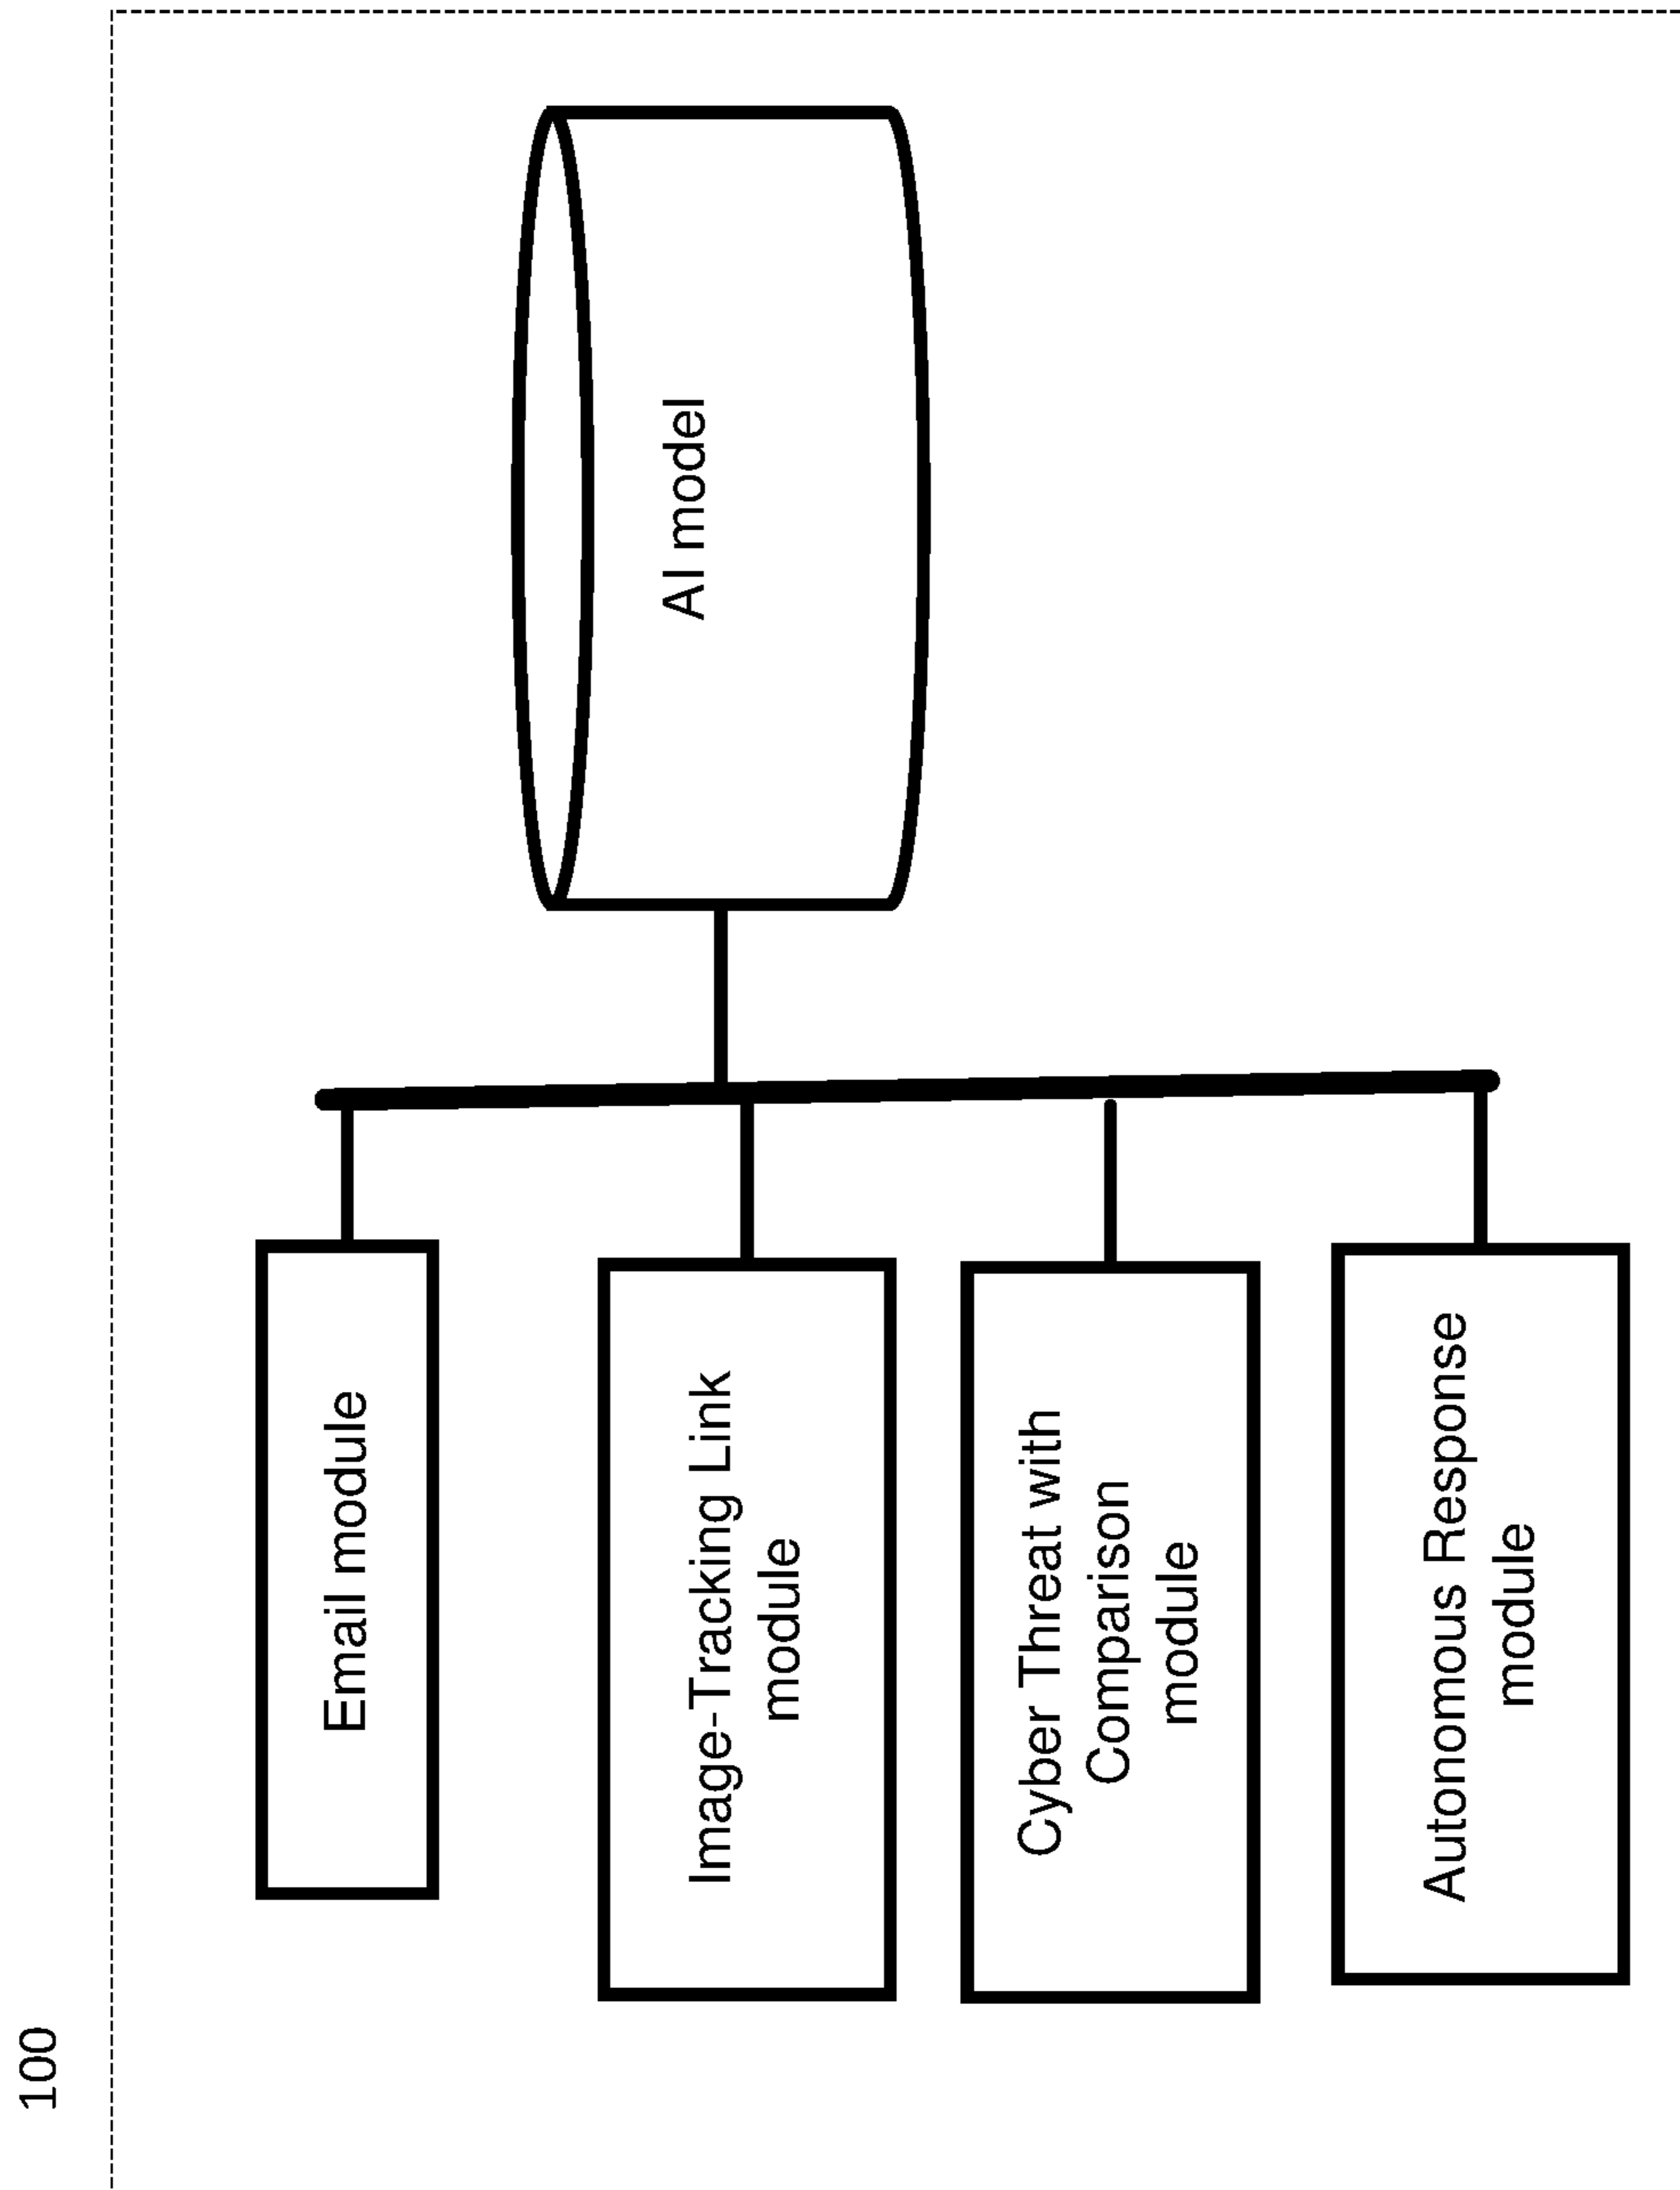 100
Email module
Image-Tracking Link
module
Cyber Threat with
Comparison
module
Autonomous Response
module
AI model